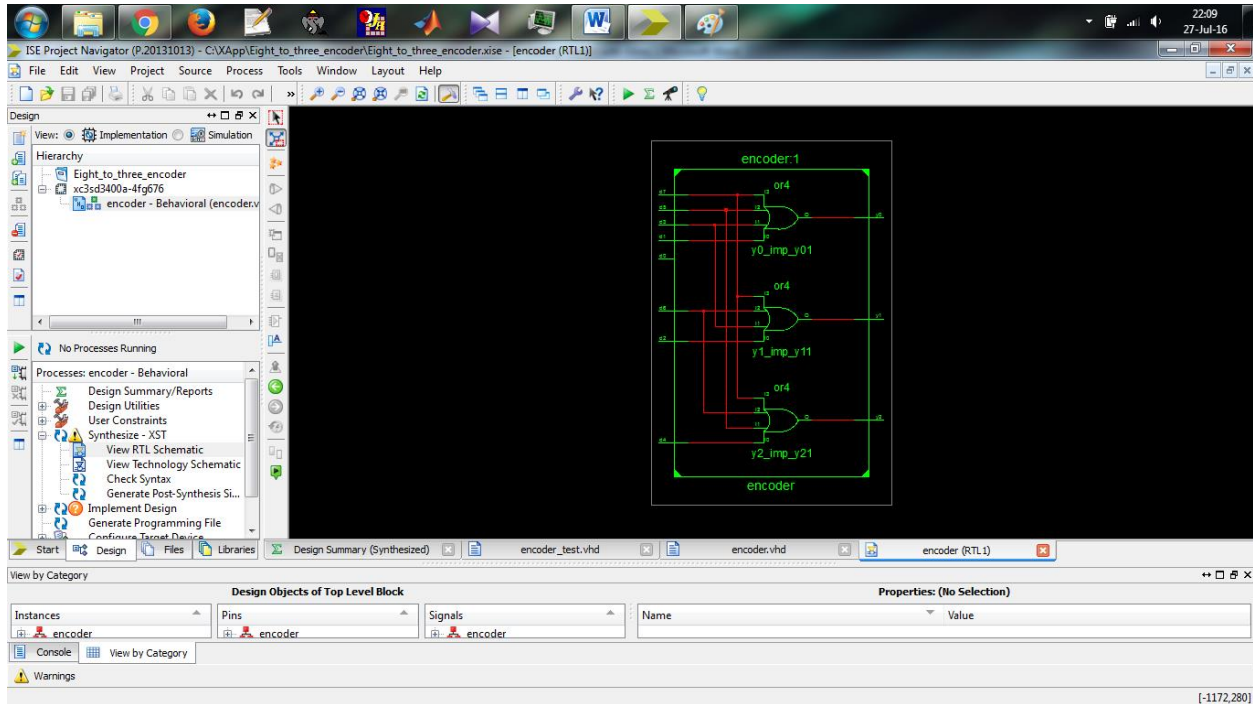 22:09
27-Jul-16
ISE Project Navigator (P.20131013) - C:\XApp\Eight_to_three_encoder\Eight_to_three_encoder.xise - [encoder (RTL1)]
File Edit View Project Source Process Tools Window Layout Help
Design
View: Implementation Simulation
Hierarchy
Eight_to_three_encoder
xc3sd3400a-4fg676
encoder - Behavioral (encoder.v
No Processes Running
Processes: encoder - Behavioral
Design Summary/Reports
Design Utilities
User Constraints
Synthesize - XST
View RTL Schematic
View Technology Schematic
Check Syntax
Generate Post-Synthesis Si...
Implement Design
Generate Programming File
Configure Target Device
encoder:1
or4
y0_imp_y01
or4
y1_imp_y11
or4
y2_imp_y21
encoder
Start Design Files Libraries
Design Summary (Synthesized) encoder_test.vhd encoder.vhd encoder (RTL1)
View by Category
Design Objects of Top Level Block
Properties: (No Selection)
Instances Pins Signals Name Value
encoder encoder encoder
Console View by Category
Warnings
[-1172,280]